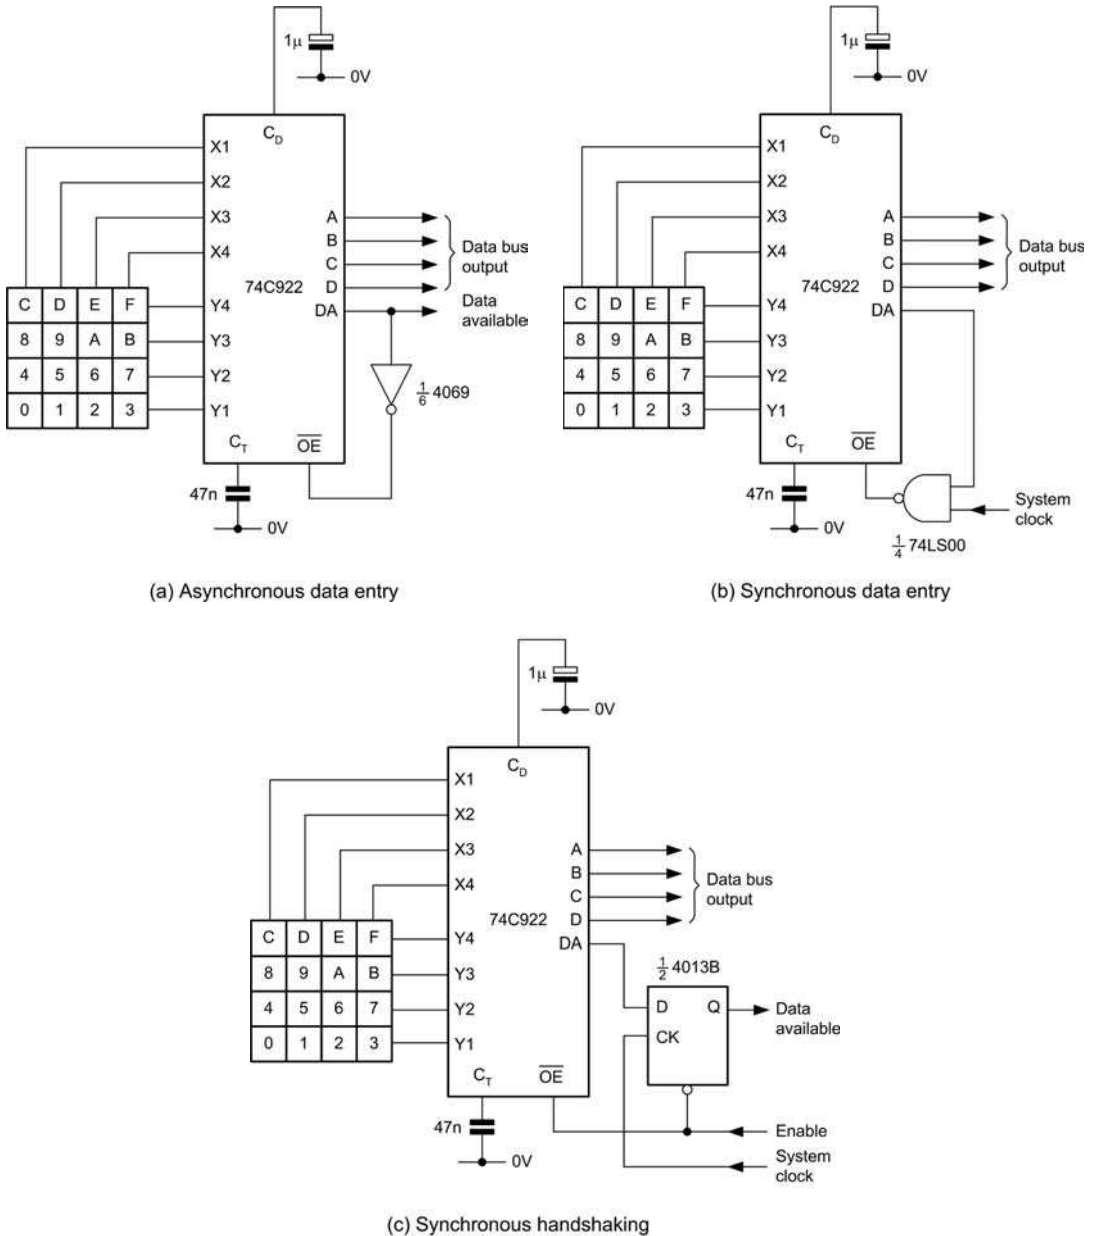 1µ
0V
C_D
X1
X2
X3
X4
A
B
C
D
Data bus
output
74C922
DA
Data
available
C D E F
8 9 A B
4 5 6 7
0 1 2 3
Y4
Y3
Y2
Y1
1/6 4069
C_T
OE
47n
0V
(a) Asynchronous data entry
1µ
0V
C_D
X1
X2
X3
X4
A
B
C
D
Data bus
output
74C922
DA
C D E F
8 9 A B
4 5 6 7
0 1 2 3
Y4
Y3
Y2
Y1
C_T
OE
47n
0V
System
clock
1/4 74LS00
(b) Synchronous data entry
1µ
0V
C_D
X1
X2
X3
X4
A
B
C
D
Data bus
output
74C922
DA
C D E F
8 9 A B
4 5 6 7
0 1 2 3
Y4
Y3
Y2
Y1
1/2 4013B
D Q
CK
Data
available
C_T
OE
47n
0V
Enable
System
clock
(c) Synchronous handshaking